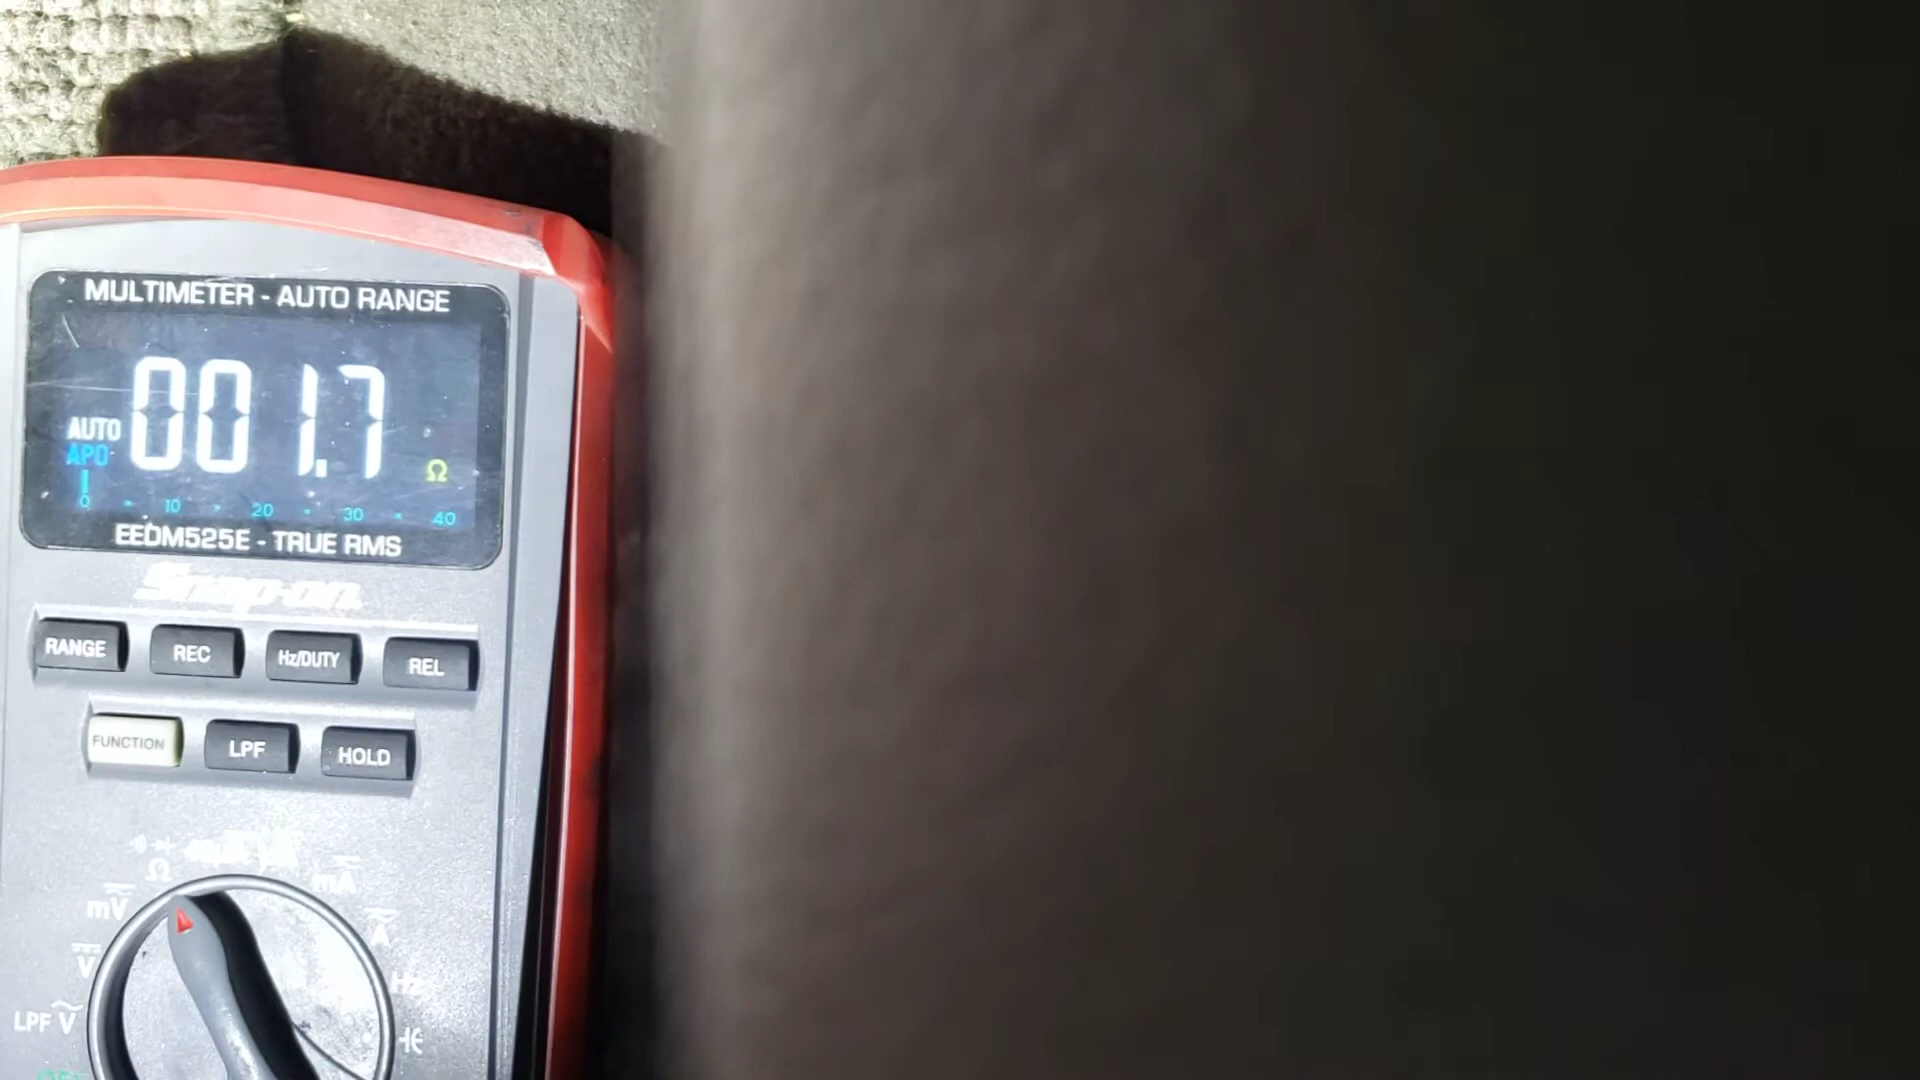 MULTIMETER - AUTO RANGE
001.7
AUTO
APO
Ω
0 10 20 30 40
EEDM525E - TRUE RMS
Snap-on
RANGE REC Hz/DUTY REL
FUNCTION LPF HOLD
Ω
mV
mA
V
A
Hz
LPF V